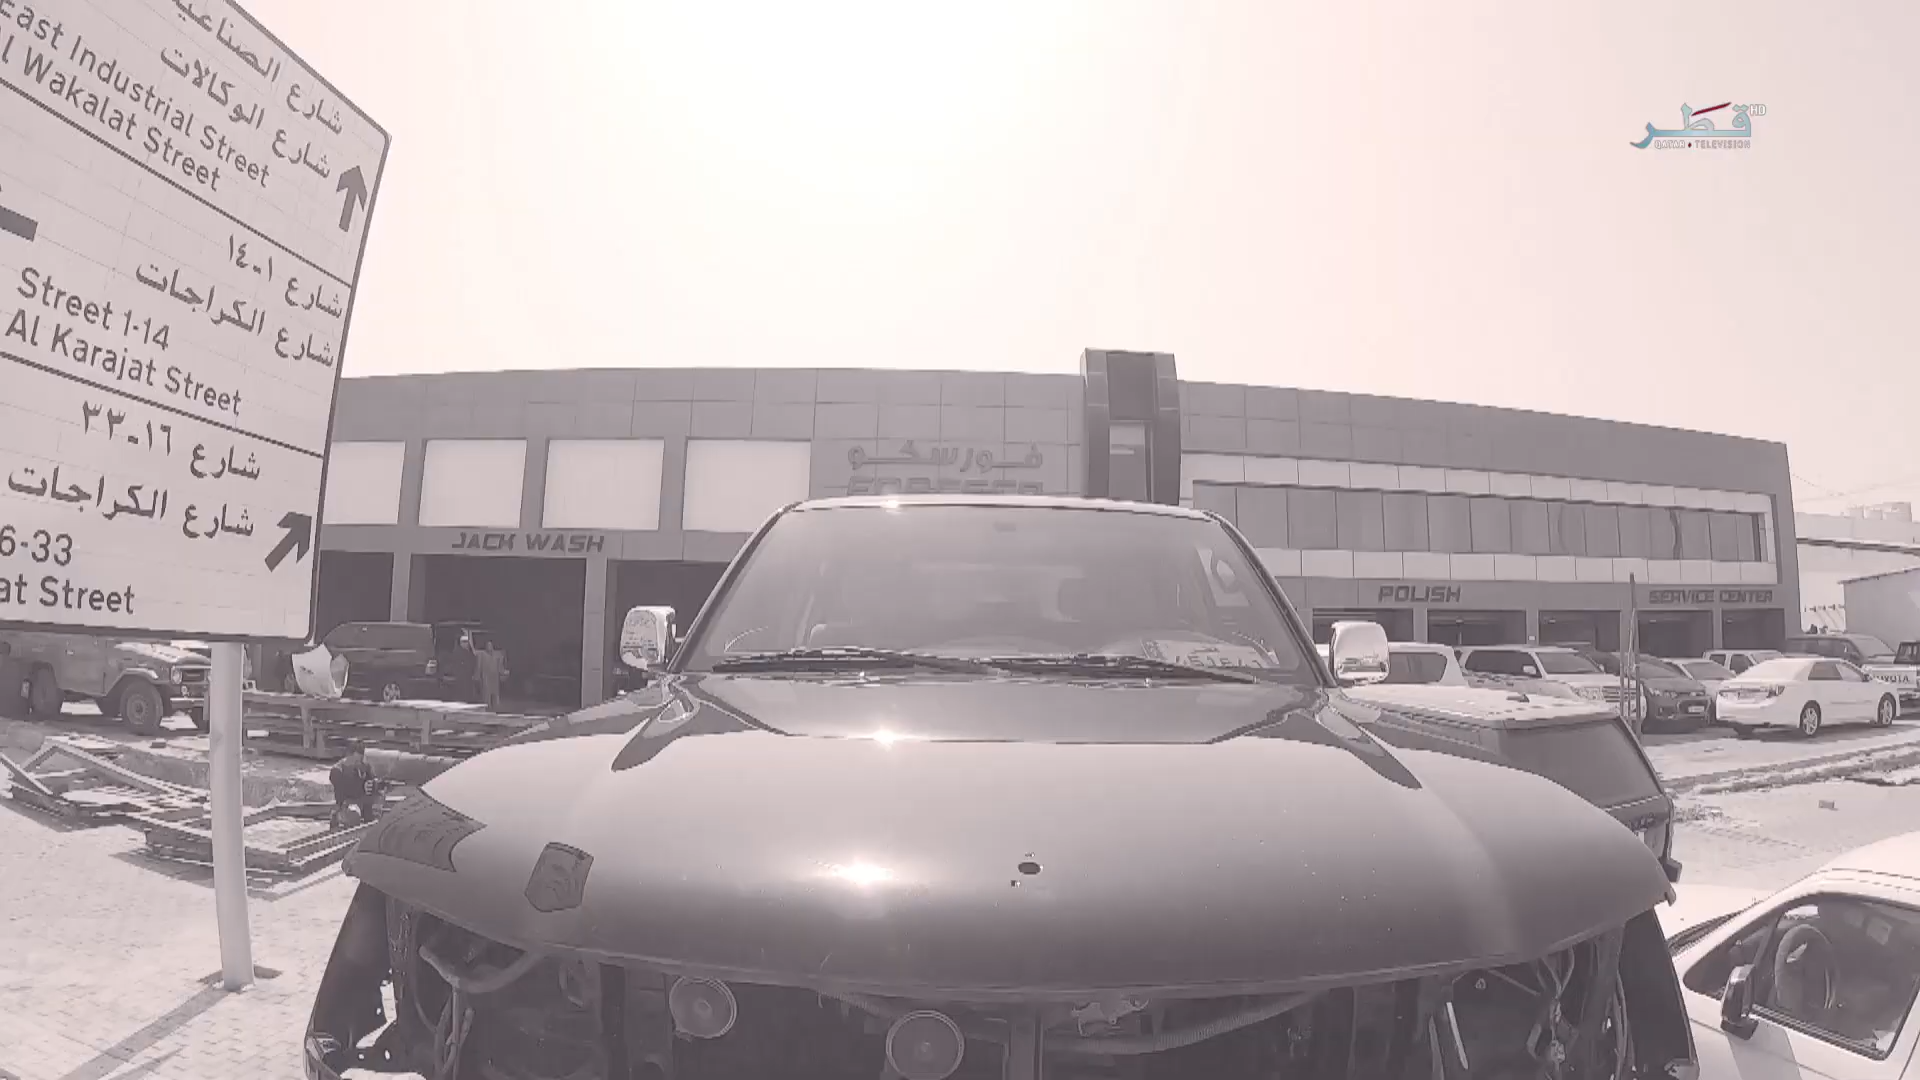 شارع الصناعية
شارع الوكالات
East Industrial Street
Al Wakalat Street
شارع ١-١٤
شارع الكراجات
Street 1-14
Al Karajat Street
شارع ١٦-٣٣
شارع الكراجات
6-33
at Street
قطر HD
QATAR TELEVISION
فورسكو
JACK WASH
POLISH
SERVICE CENTER
TOYOTA